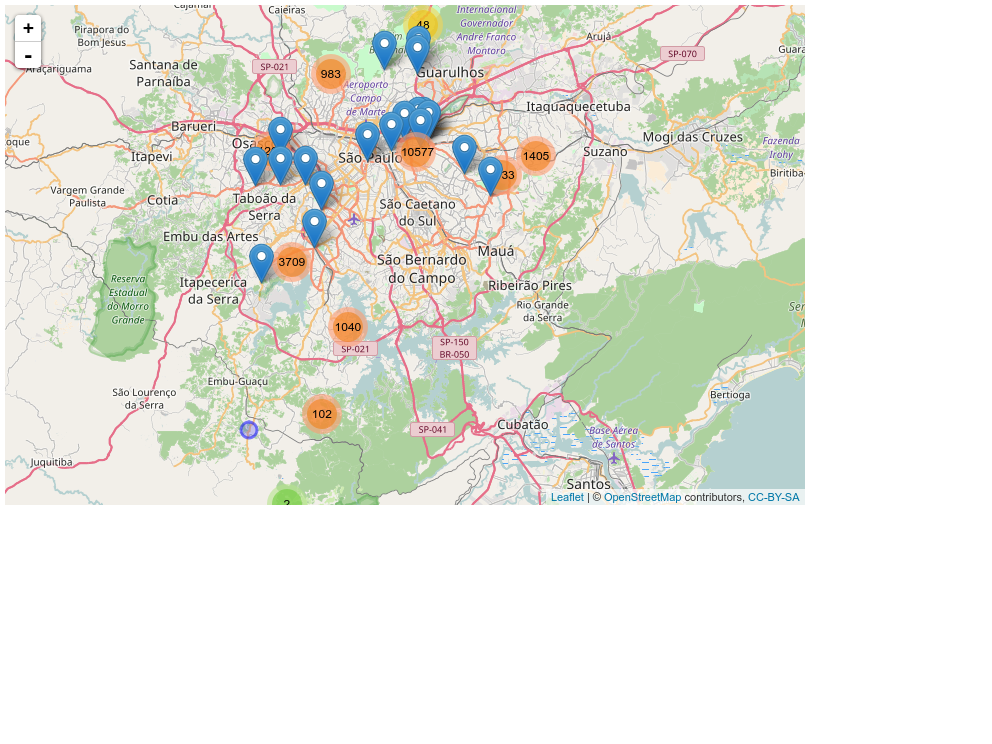 Caieiras
Internacional
Governador
André Franco
Montoro
48
+
-
Pirapora do
Bom Jesus
Arujá
SP-070
Santana de
Parnaíba
SP-021
983
Guarulhos
Aeroporto
Campo
de Marte
Itaquaquecetuba
Barueri
Mogi das Cruzes
Fazenda
Irohy
Itapevi
São Paulo
10577
1405
Suzano
33
Vargem Grande
Paulista
Cotia
Taboão da
Serra
São Caetano
do Sul
Embu das Artes
Mauá
3709
São Bernardo
do Campo
Reserva
Estadual
do Morro
Grande
Itapecerica
da Serra
Ribeirão Pires
Rio Grande
da Serra
1040
SP-021
SP-150
BR-050
Embu-Guaçu
São Lourenço
da Serra
Bertioga
102
SP-041
Cubatão
Base Aérea
de Santos
Juquitiba
Santos
2
Leaflet | © OpenStreetMap contributors, CC-BY-SA